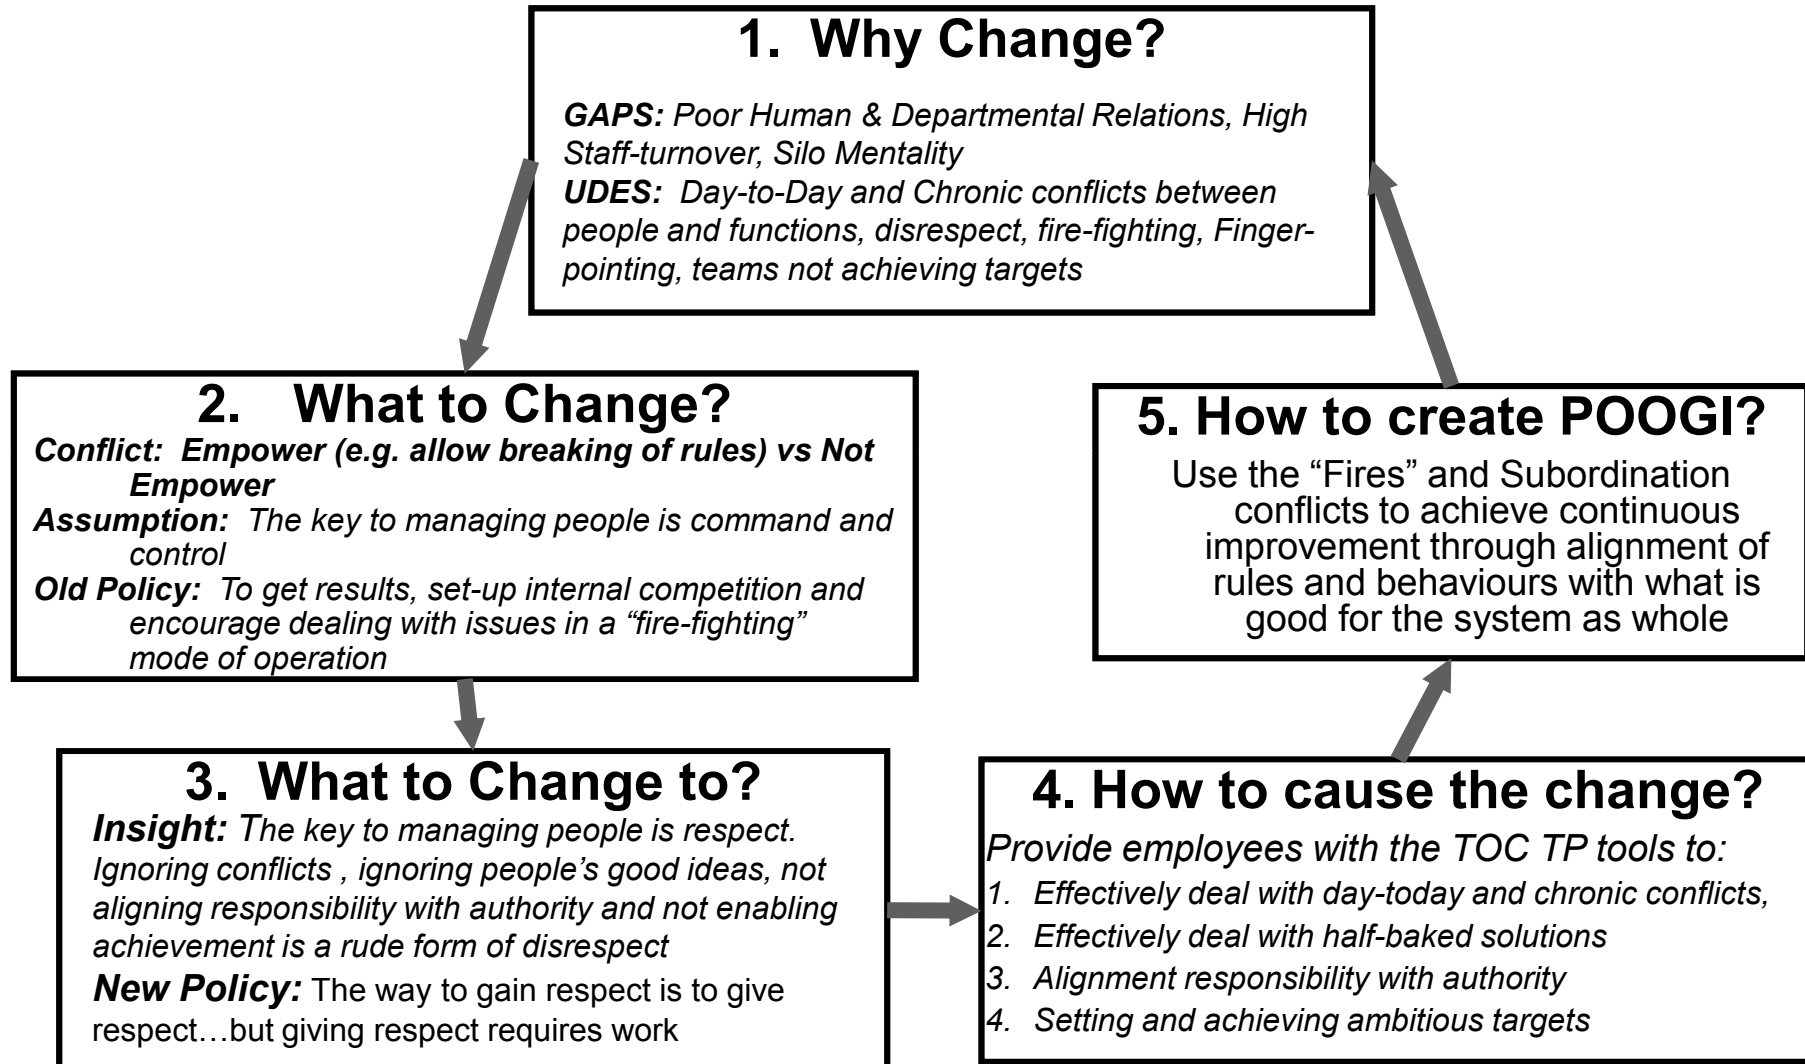 1. Why Change?
GAPS: Poor Human & Departmental Relations, High
Staff-turnover, Silo Mentality
UDES: Day-to-Day and Chronic conflicts between
people and functions, disrespect, fire-fighting, Finger-
pointing, teams not achieving targets
2. What to Change?
Conflict: Empower (e.g. allow breaking of rules) vs Not
Empower
Assumption: The key to managing people is command and
control
Old Policy: To get results, set-up internal competition and
encourage dealing with issues in a “fire-fighting”
mode of operation
3. What to Change to?
Insight: The key to managing people is respect.
Ignoring conflicts , ignoring people’s good ideas, not
aligning responsibility with authority and not enabling
achievement is a rude form of disrespect
New Policy: The way to gain respect is to give
respect…but giving respect requires work
4. How to cause the change?
Provide employees with the TOC TP tools to:
1. Effectively deal with day-today and chronic conflicts,
2. Effectively deal with half-baked solutions
3. Alignment responsibility with authority
4. Setting and achieving ambitious targets
5. How to create POOGI?
Use the “Fires” and Subordination
conflicts to achieve continuous
improvement through alignment of
rules and behaviours with what is
good for the system as whole